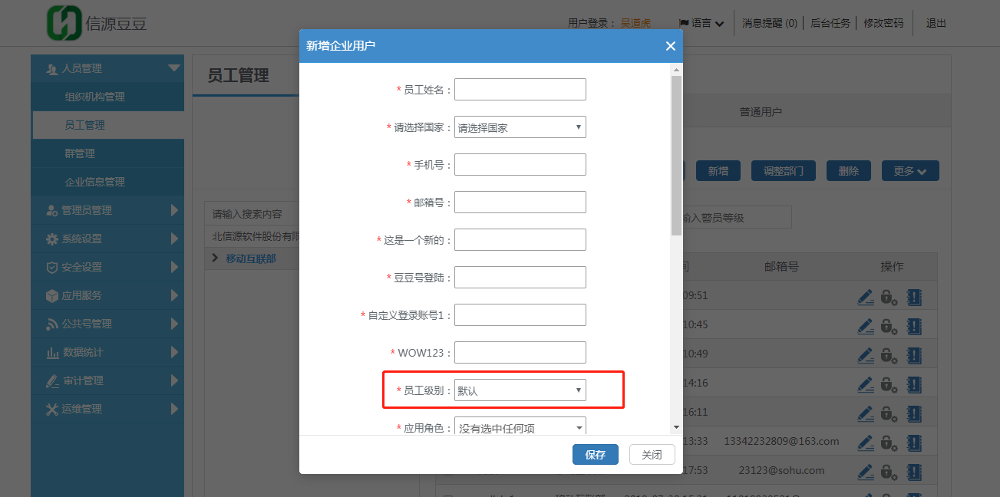 信源豆豆
用户登录： 吴道虎 语言 消息提醒 (0) 后台任务 修改密码 退出
人员管理
组织机构管理
员工管理
群管理
企业信息管理
管理员管理
系统设置
安全设置
应用服务
公共号管理
数据统计
审计管理
运维管理
员工管理
普通用户
新增 调整部门 删除 更多
请输入搜索内容
输入警员等级
北信源软件股份有限
移动互联部
间 邮箱号 操作
09:51
10:45
10:49
14:16
16:11
13:33 13342232809@163.com
17:53 23123@sohu.com
新增企业用户
* 员工姓名：
* 请选择国家： 请选择国家
* 手机号：
* 邮箱号：
* 这是一个新的：
* 豆豆号登陆：
* 自定义登录账号1：
* WOW123：
* 员工级别： 默认
* 应用角色： 没有选中任何项
保存 关闭